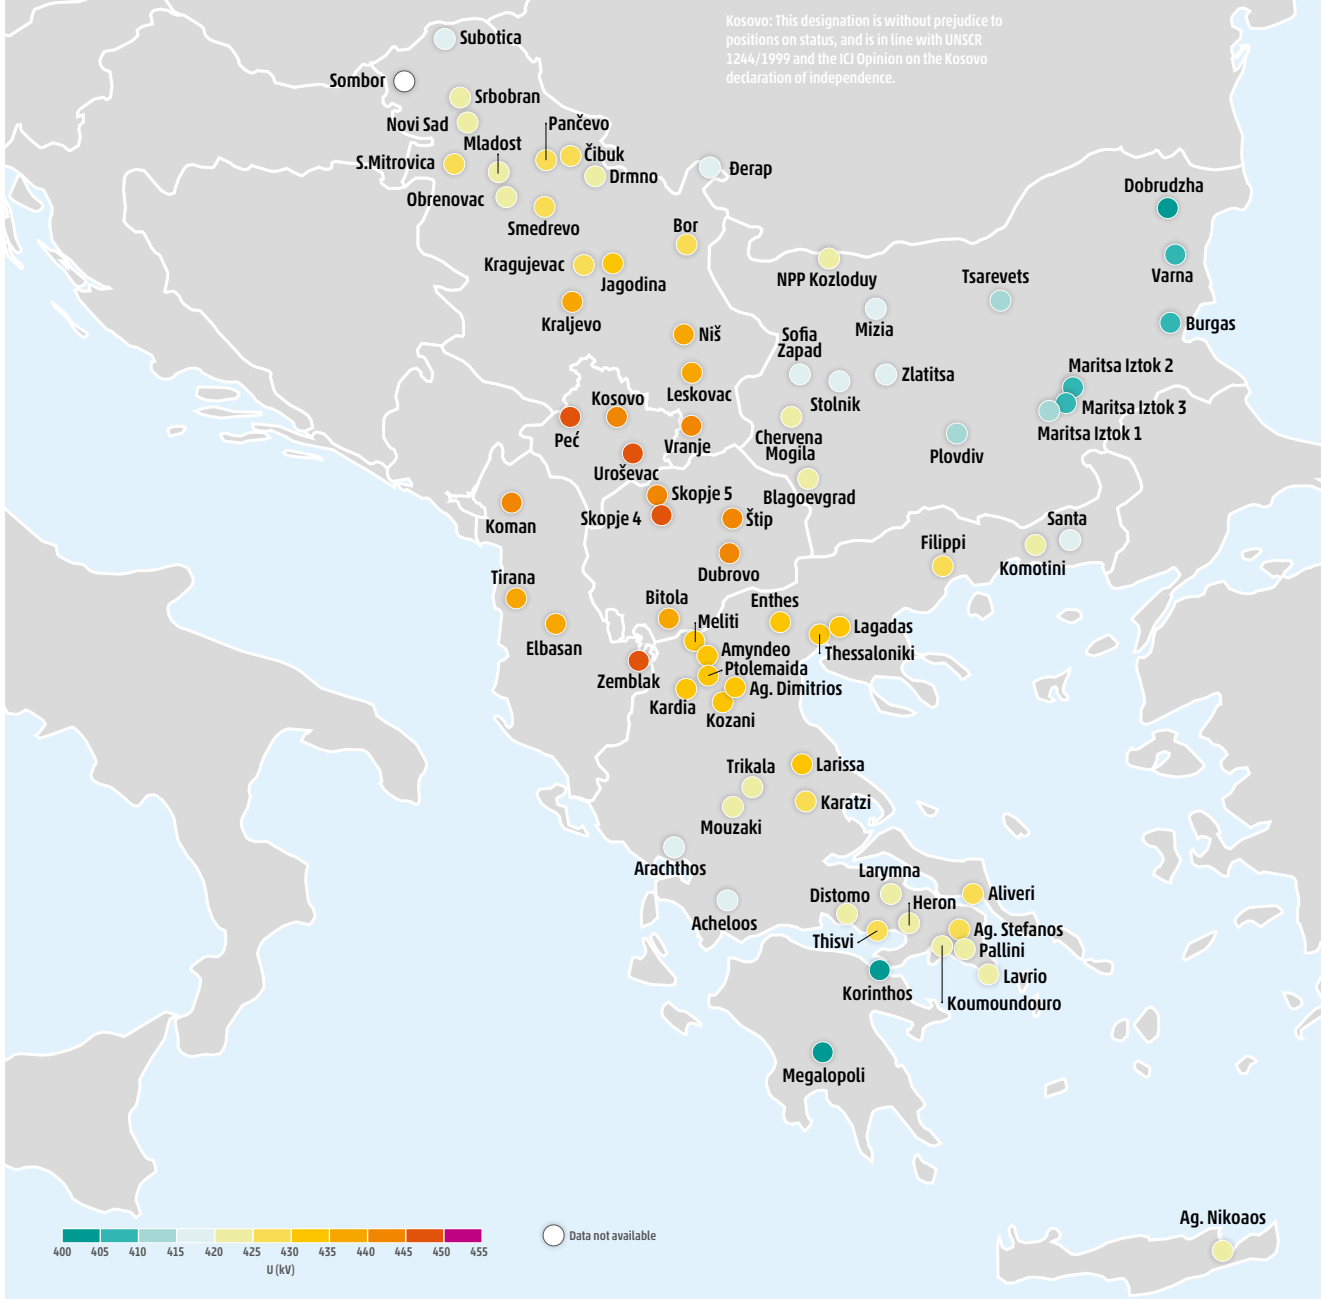 Kosovo: This designation is without prejudice to
positions on status, and is in line with UNSCR
1244/1999 and the ICJ Opinion on the Kosovo
declaration of independence.
Subotica
Sombor
Srbobran
Novi Sad
Pančevo
Mladost
S.Mitrovica
Čibuk
Drmno
Đerap
Obrenovac
Smedrevo
Dobrudzha
Bor
Kragujevac
Jagodina
NPP Kozloduy
Tsarevets
Varna
Kraljevo
Niš
Mizia
Burgas
Sofia
Zapad
Maritsa Iztok 2
Zlatitsa
Leskovac
Stolnik
Kosovo
Maritsa Iztok 3
Peć
Vranje
Chervena
Mogila
Maritsa Iztok 1
Plovdiv
Uroševac
Skopje 5
Blagoevgrad
Skopje 4
Štip
Koman
Santa
Filippi
Komotini
Dubrovo
Tirana
Bitola
Enthes
Meliti
Lagadas
Elbasan
Amyndeo
Thessaloniki
Ptolemaida
Zemblak
Ag. Dimitrios
Kardia
Kozani
Trikala
Larissa
Karatzi
Mouzaki
Arachthos
Larymna
Distomo
Aliveri
Heron
Acheloos
Ag. Stefanos
Thisvi
Pallini
Lavrio
Korinthos
Koumoundouro
Megalopoli
Ag. Nikoaos
Data not available
400 405 410 415 420 425 430 435 440 445 450 455
U (kV)